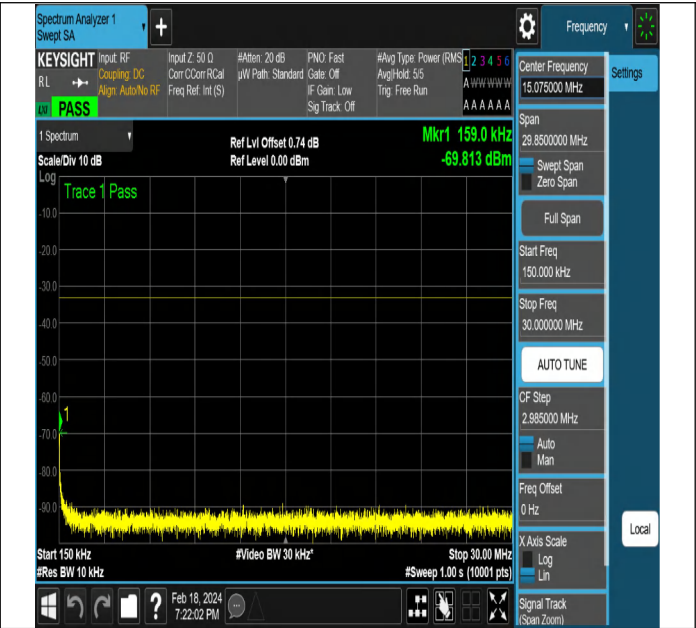 Spectrum Analyzer 1
Swept SA
+
Frequency
KEYSIGHT
RL
PASS
Input: RF
Coupling: DC
Align: Auto/No RF
Input Z: 50 Ω
Corr CCorr RCal
Freq Ref: Int (S)
#Atten: 20 dB
µW Path: Standard
PNO: Fast
Gate: Off
IF Gain: Low
Sig Track: Off
#Avg Type: Power (RMS
Avg|Hold: 5/5
Trig: Free Run
1 2 3 4 5 6
A W W W W W
A A A A A A
1 Spectrum
Scale/Div 10 dB
Ref Lvl Offset 0.74 dB
Ref Level 0.00 dBm
Mkr1 159.0 kHz
-69.813 dBm
Log
Trace 1 Pass
-10.0
-20.0
-30.0
-40.0
-50.0
-60.0
1
-70.0
-80.0
-90.0
Start 150 kHz
#Video BW 30 kHz*
Stop 30.00 MHz
#Res BW 10 kHz
#Sweep 1.00 s (10001 pts)
?
Feb 18, 2024
7:22:02 PM
Center Frequency
15.075000 MHz
Settings
Span
29.8500000 MHz
Swept Span
Zero Span
Full Span
Start Freq
150.000 kHz
Stop Freq
30.000000 MHz
AUTO TUNE
CF Step
2.985000 MHz
Auto
Man
Freq Offset
0 Hz
X Axis Scale
Log
Lin
Local
Signal Track
(Span Zoom)